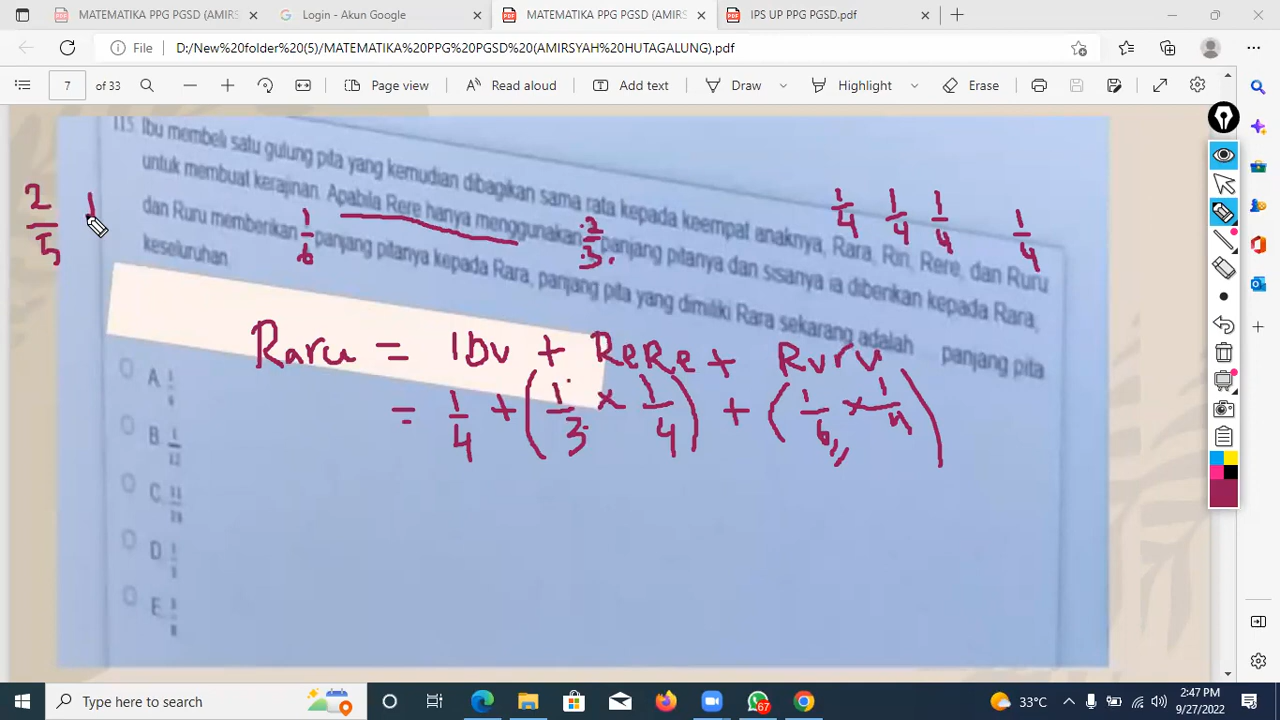 MATEMATIKA PPG PGSD (AMIRS
Login - Akun Google
MATEMATIKA PPG PGSD (AMIRS
IPS UP PPG PGSD.pdf
File D:/New%20folder%20(5)/MATEMATIKA%20PPG%20PGSD%20(AMIRSYAH%20HUTAGALUNG).pdf
7 of 33 Page view Read aloud Add text Draw Highlight Erase
115. Ibu membeli satu gulung pita yang kemudian dibagikan sama rata kepada keempat anaknya, Rara, Riri, Rere, dan Ruru
untuk membuat kerajinan. Apabila Rere hanya menggunakan 2/3 panjang pitanya dan sisanya ia berikan kepada Rara,
dan Ruru memberikan 1/6 panjang pitanya kepada Rara, panjang pita yang dimiliki Rara sekarang adalah panjang pita
keseluruhan.
1/4 1/4 1/4 1/4
2/5 1
Raru = Ibu + ReRe + Ruru
= 1/4 + (1/3 × 1/4) + (1/6 × 1/4)
A.
B. 1/12
C.
D.
E.
Type here to search
67
33°C
2:47 PM
9/27/2022